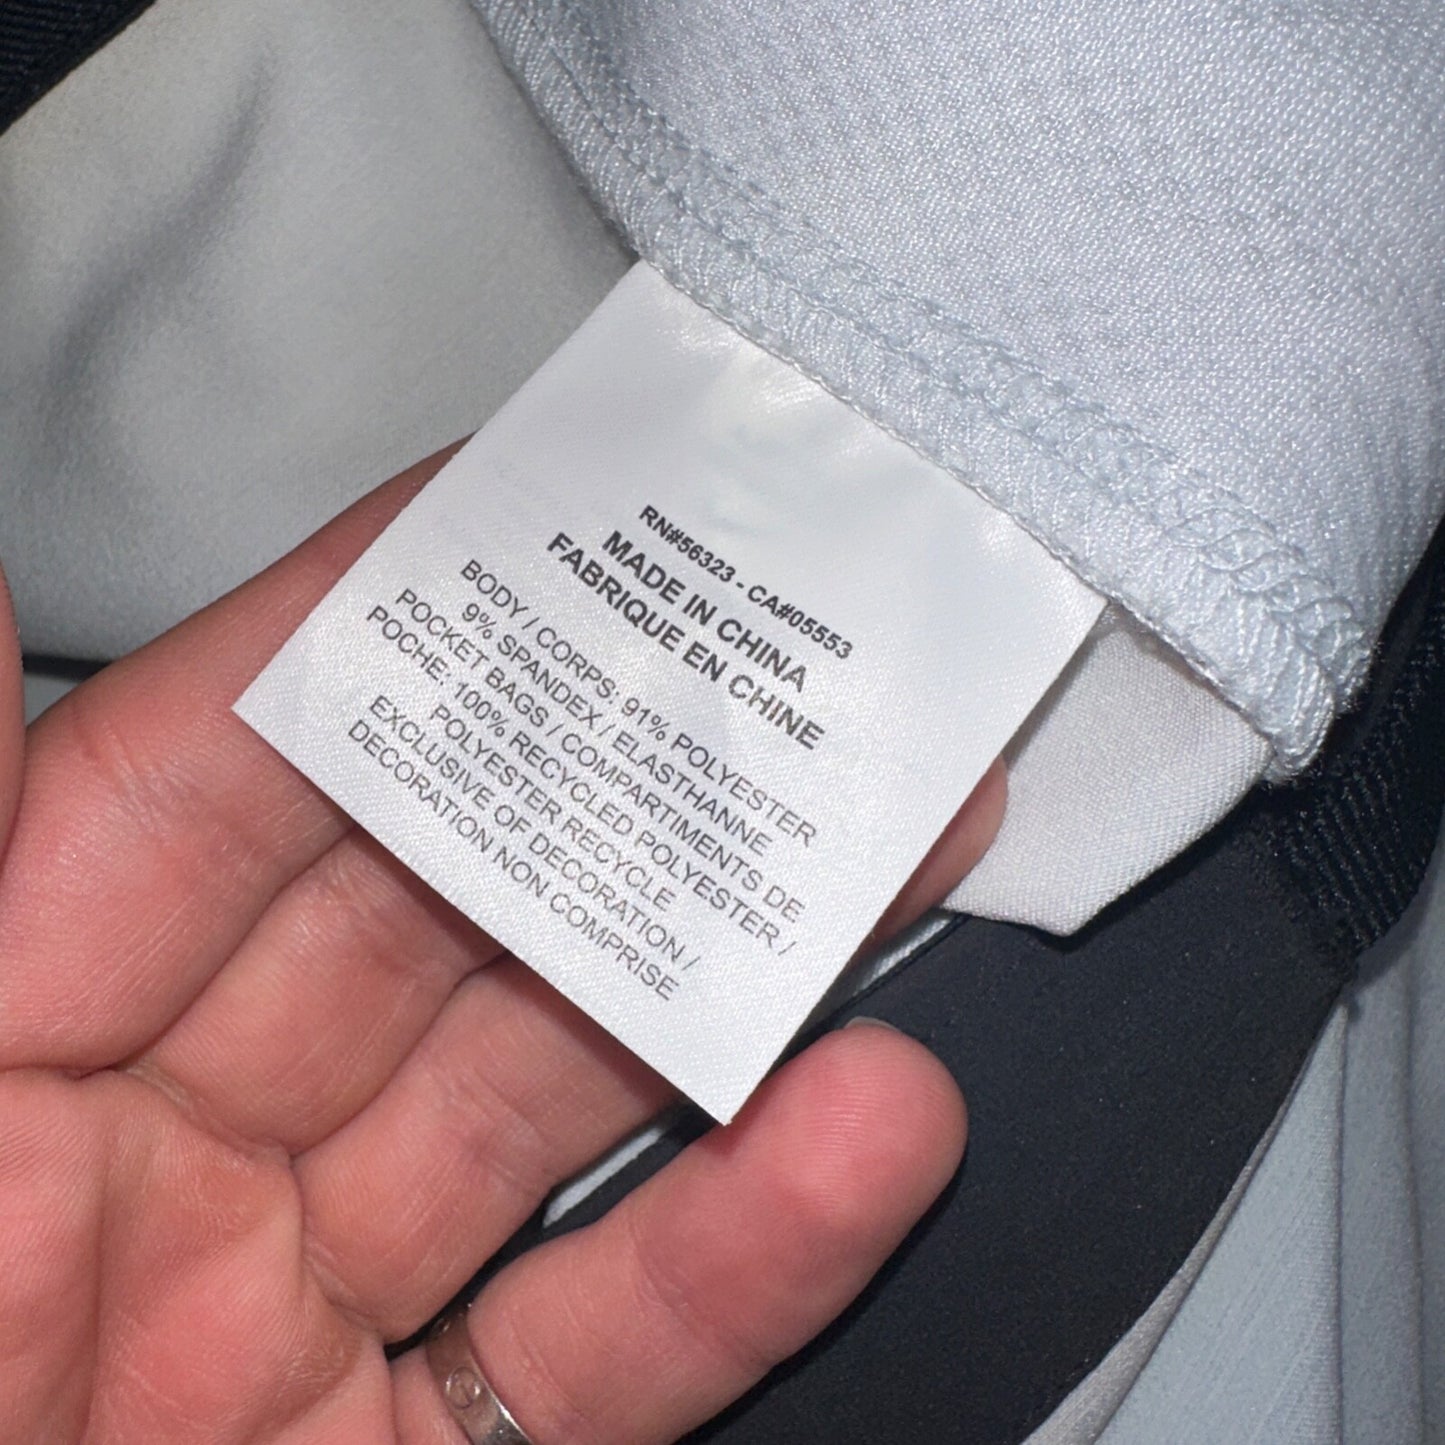 RN#56323 - CA#05553
MADE IN CHINA
FABRIQUE EN CHINE
BODY / CORPS: 91% POLYESTER
9% SPANDEX / ELASTHANNE
POCKET BAGS / COMPARTIMENTS DE
POCHE: 100% RECYCLED POLYESTER /
POLYESTER RECYCLE
EXCLUSIVE OF DECORATION /
DECORATION NON COMPRISE